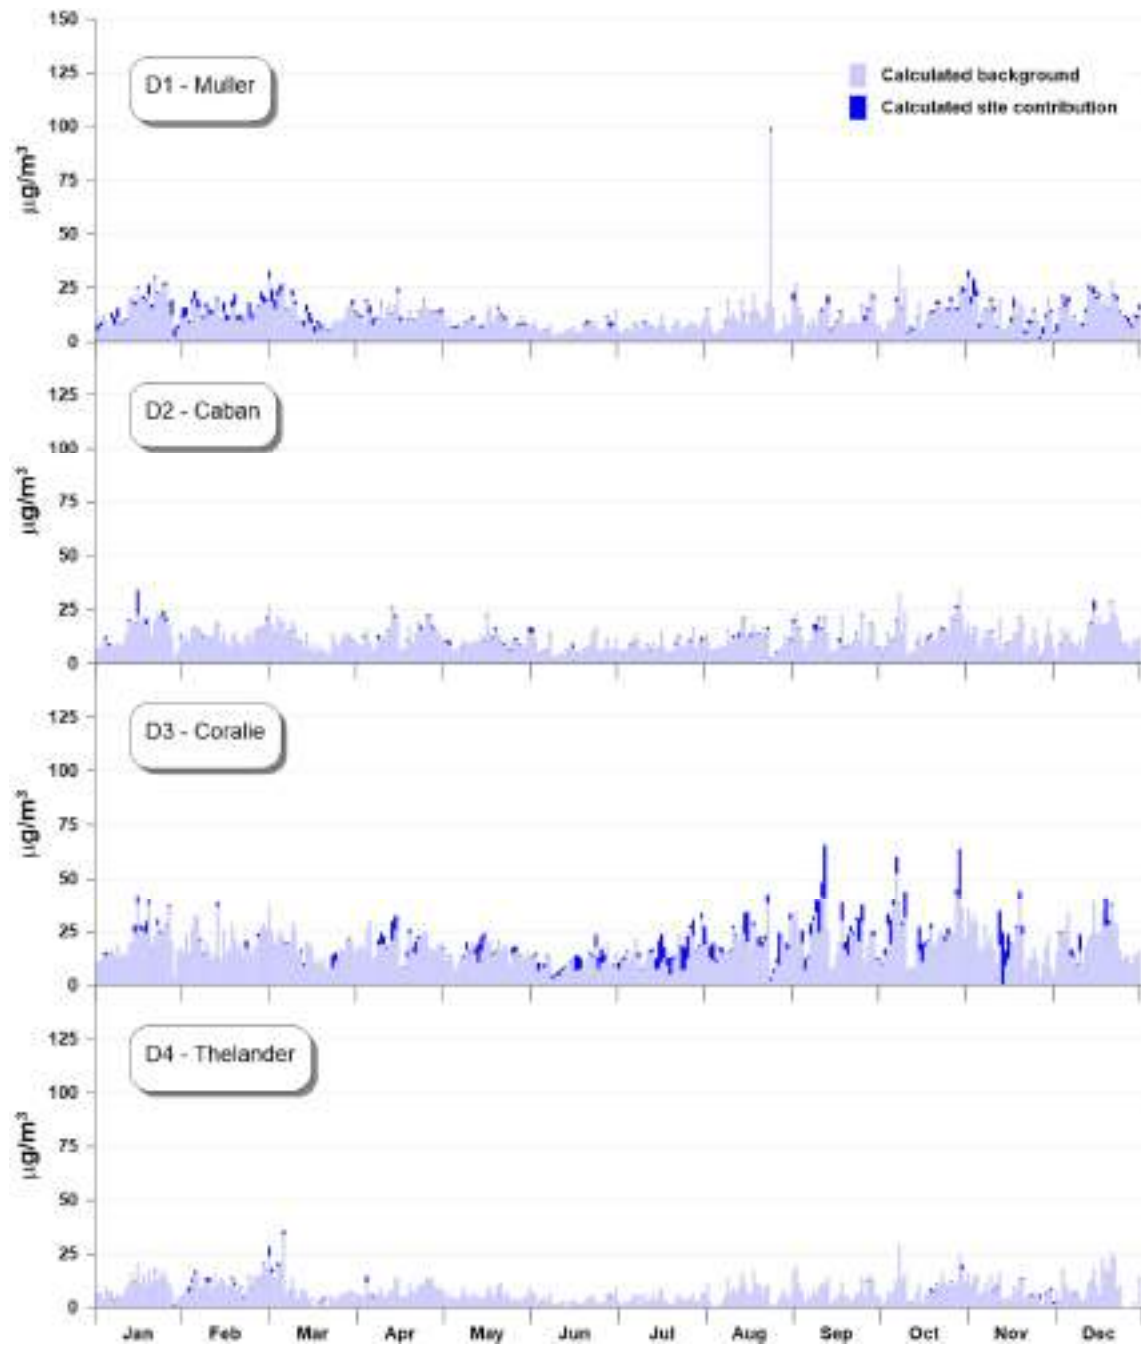 150
125
100
75
50
25
0
µg/m³
D1 - Muller
Calculated background
Calculated site contribution
125
100
75
50
25
0
µg/m³
D2 - Caban
125
100
75
50
25
0
µg/m³
D3 - Coralie
125
100
75
50
25
0
µg/m³
D4 - Thelander
Jan Feb Mar Apr May Jun Jul Aug Sep Oct Nov Dec